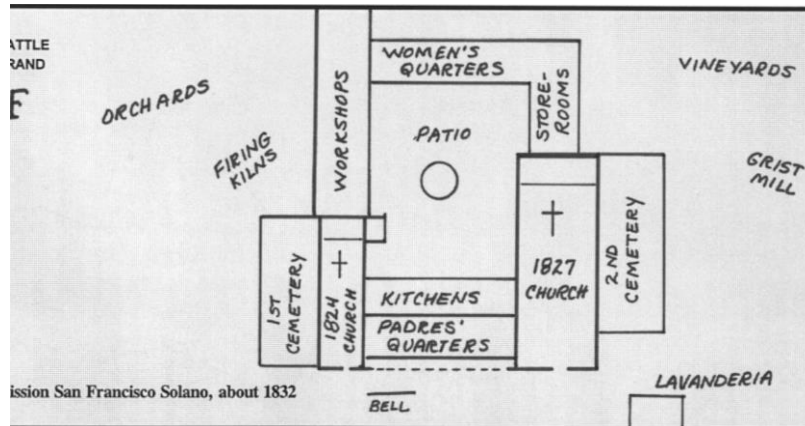 ATTLE
RAND
F
ORCHARDS
FIRING
KILNS
WORKSHOPS
WOMEN'S
QUARTERS
STORE-
ROOMS
VINEYARDS
PATIO
GRIST
MILL
1ST
CEMETERY
1824
CHURCH
KITCHENS
PADRES'
QUARTERS
1827
CHURCH
2ND
CEMETERY
ission San Francisco Solano, about 1832
BELL
LAVANDERIA